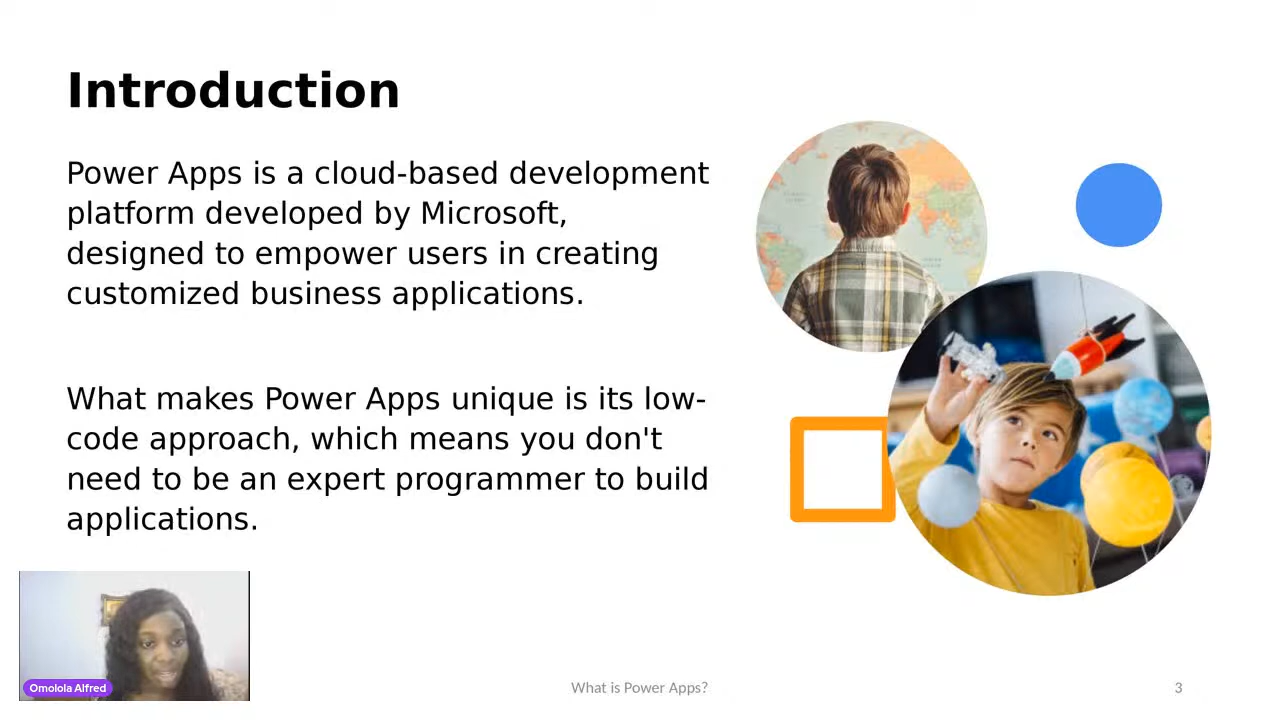 Introduction
Power Apps is a cloud-based development
platform developed by Microsoft,
designed to empower users in creating
customized business applications.
What makes Power Apps unique is its low-
code approach, which means you don't
need to be an expert programmer to build
applications.
Omolola Alfred
What is Power Apps?
3